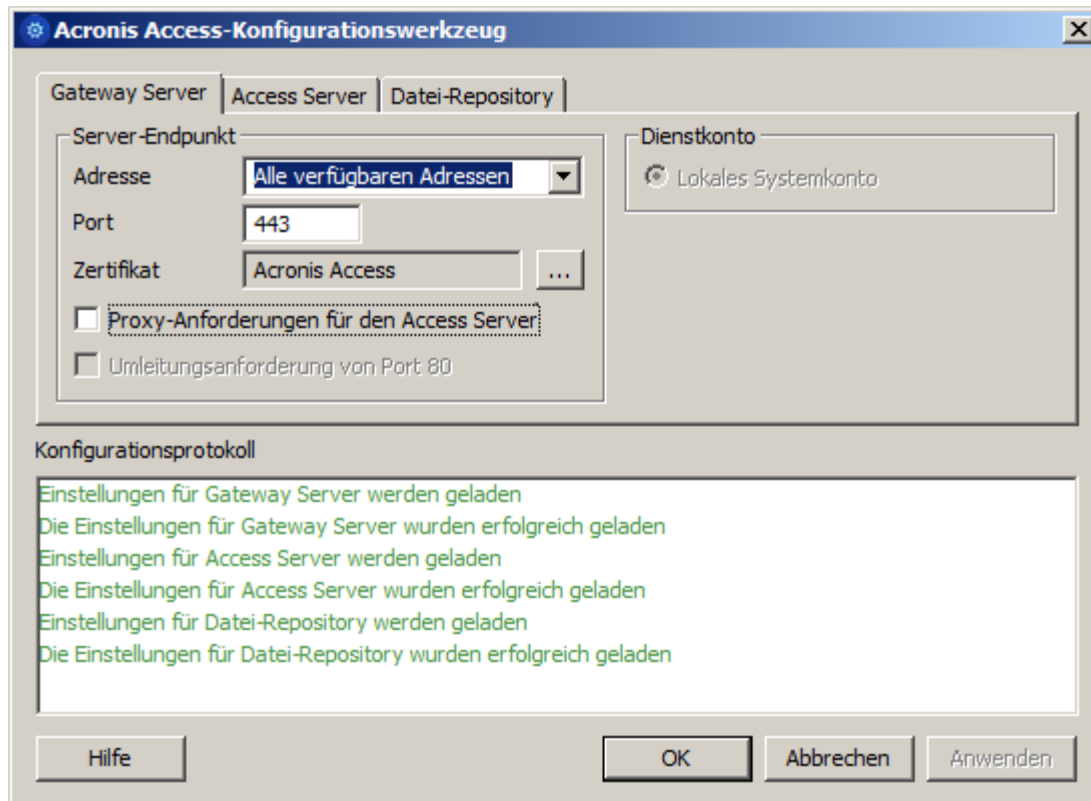 Acronis Access-Konfigurationswerkzeug
Gateway Server
Access Server
Datei-Repository
Server-Endpunkt
Adresse
Alle verfügbaren Adressen
Port
443
Zertifikat
Acronis Access
...
Proxy-Anforderungen für den Access Server
Umleitungsanforderung von Port 80
Dienstkonto
Lokales Systemkonto
Konfigurationsprotokoll
Einstellungen für Gateway Server werden geladen
Die Einstellungen für Gateway Server wurden erfolgreich geladen
Einstellungen für Access Server werden geladen
Die Einstellungen für Access Server wurden erfolgreich geladen
Einstellungen für Datei-Repository werden geladen
Die Einstellungen für Datei-Repository wurden erfolgreich geladen
Hilfe
OK
Abbrechen
Anwenden